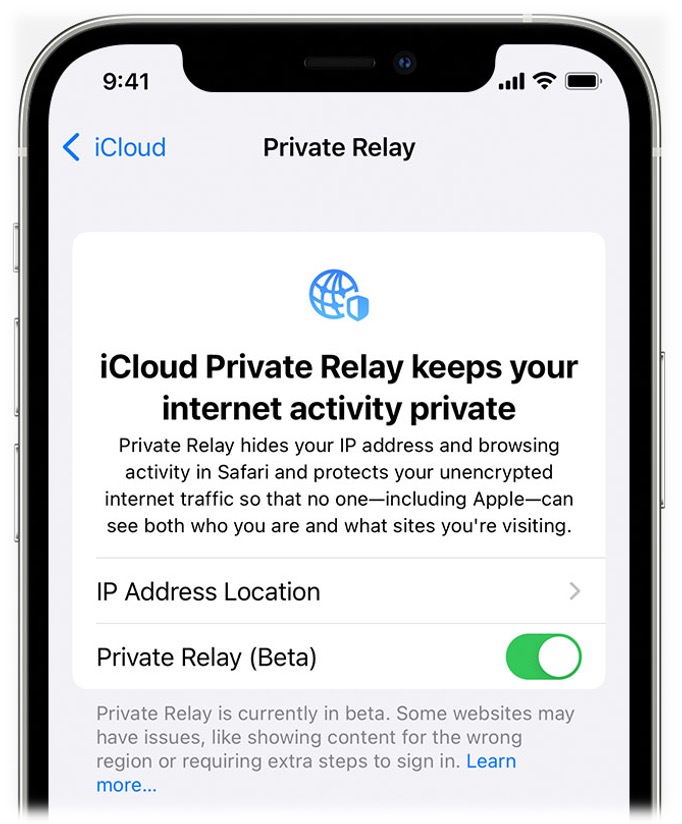 9:41
iCloud
Private Relay
iCloud Private Relay keeps your
internet activity private
Private Relay hides your IP address and browsing
activity in Safari and protects your unencrypted
internet traffic so that no one—including Apple—can
see both who you are and what sites you're visiting.
IP Address Location
Private Relay (Beta)
Private Relay is currently in beta. Some websites may
have issues, like showing content for the wrong
region or requiring extra steps to sign in. Learn
more...